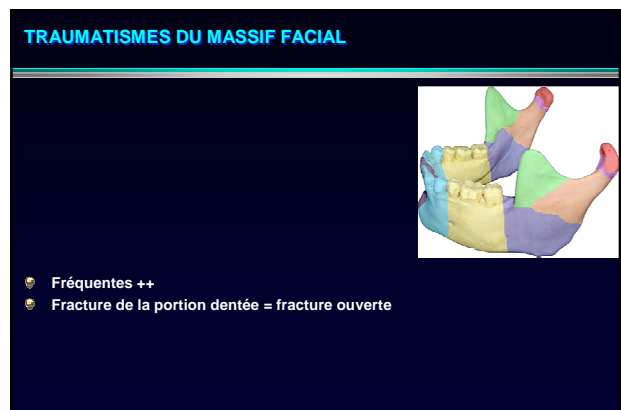 TRAUMATISMES DU MASSIF FACIAL
Fréquentes ++
Fracture de la portion dentée = fracture ouverte